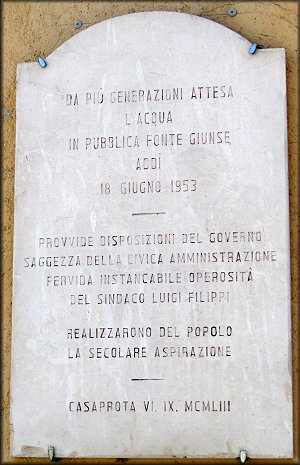 DA PIÙ GENERAZIONI ATTESA
L'ACQUA
IN PUBBLICA FONTE GIUNSE
ADDÌ
18 GIUGNO 1953
PROVVIDE DISPOSIZIONI DEL GOVERNO
SAGGEZZA DELLA CIVICA AMMINISTRAZIONE
FERVIDA INSTANCABILE OPEROSITÀ
DEL SINDACO LUIGI FILIPPI
REALIZZARONO DEL POPOLO
LA SECOLARE ASPIRAZIONE
CASAPROTA VI. IX. MCMLIII